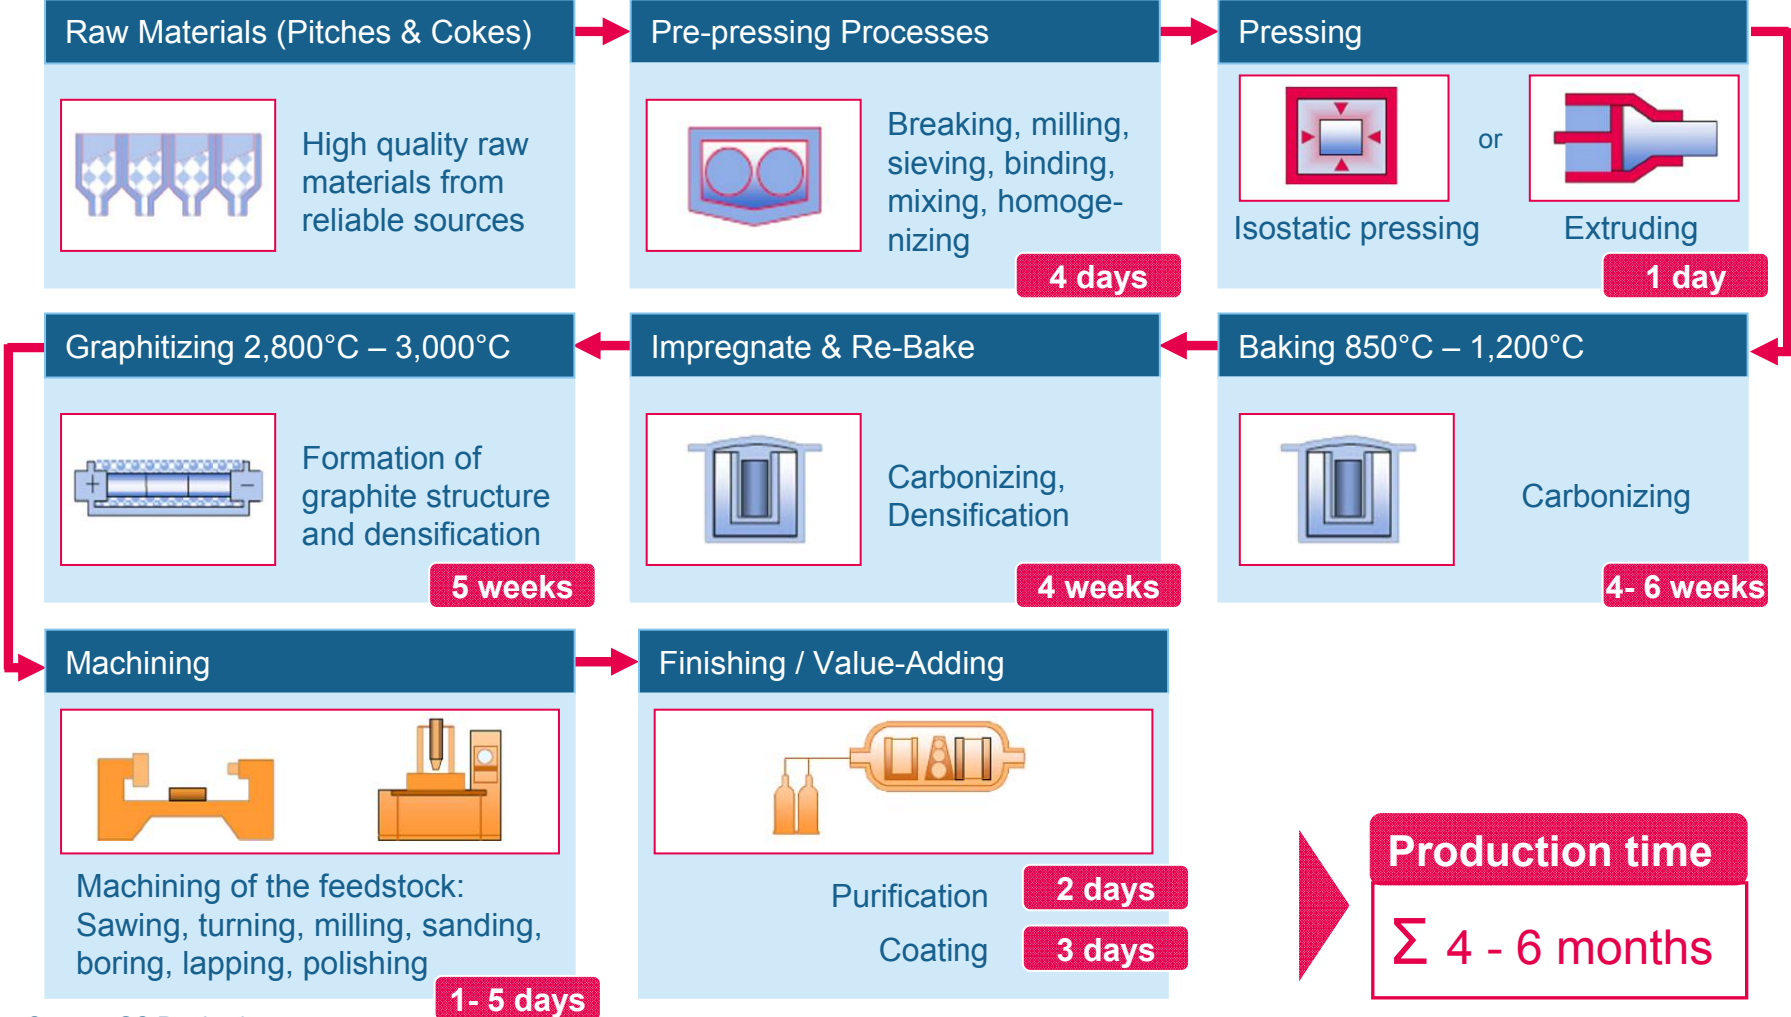 Raw Materials (Pitches & Cokes)
High quality raw
materials from
reliable sources
Pre-pressing Processes
Breaking, milling,
sieving, binding,
mixing, homoge-
nizing
4 days
Pressing
or
Isostatic pressing
Extruding
1 day
Baking 850°C – 1,200°C
Carbonizing
4- 6 weeks
Impregnate & Re-Bake
Carbonizing,
Densification
4 weeks
Graphitizing 2,800°C – 3,000°C
+ −
Formation of
graphite structure
and densification
5 weeks
Machining
Machining of the feedstock:
Sawing, turning, milling, sanding,
boring, lapping, polishing
1- 5 days
Finishing / Value-Adding
Purification
2 days
Coating
3 days
Production time
Σ 4 - 6 months